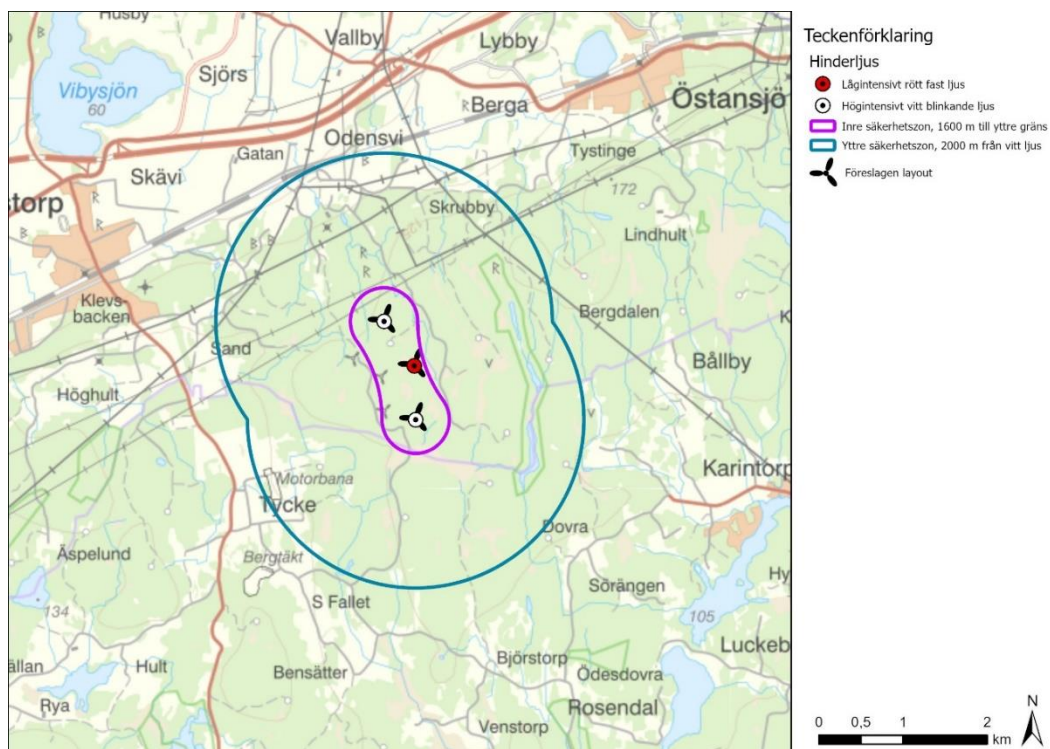 Husby
Vallby
Lybby
Sjörs
Vibysjön
60
R
Berga
Östansjö
Odensvi
Gatan
Tystinge
Skävi
172
storp
R
R
Skrubby
B
B
B
R
R
Lindhult
R
Klevs-
backen
Bergdalen
K
Sand
Bållby
Höghult
Karintorp
Motorbana
Tycke
Dovra
Äspelund
Bergtäkt
Sörängen
Hy
134
S Fallet
105
Luckeb
ällan
Hult
Björstorp
Bensätter
Ödesdovra
Rya
Rosendal
Venstorp
Teckenförklaring
Hinderljus
Lågintensivt rött fast ljus
Högintensivt vitt blinkande ljus
Inre säkerhetszon, 1600 m till yttre gräns
Yttre säkerhetszon, 2000 m från vitt ljus
Föreslagen layout
N
0 0,5 1 2
km